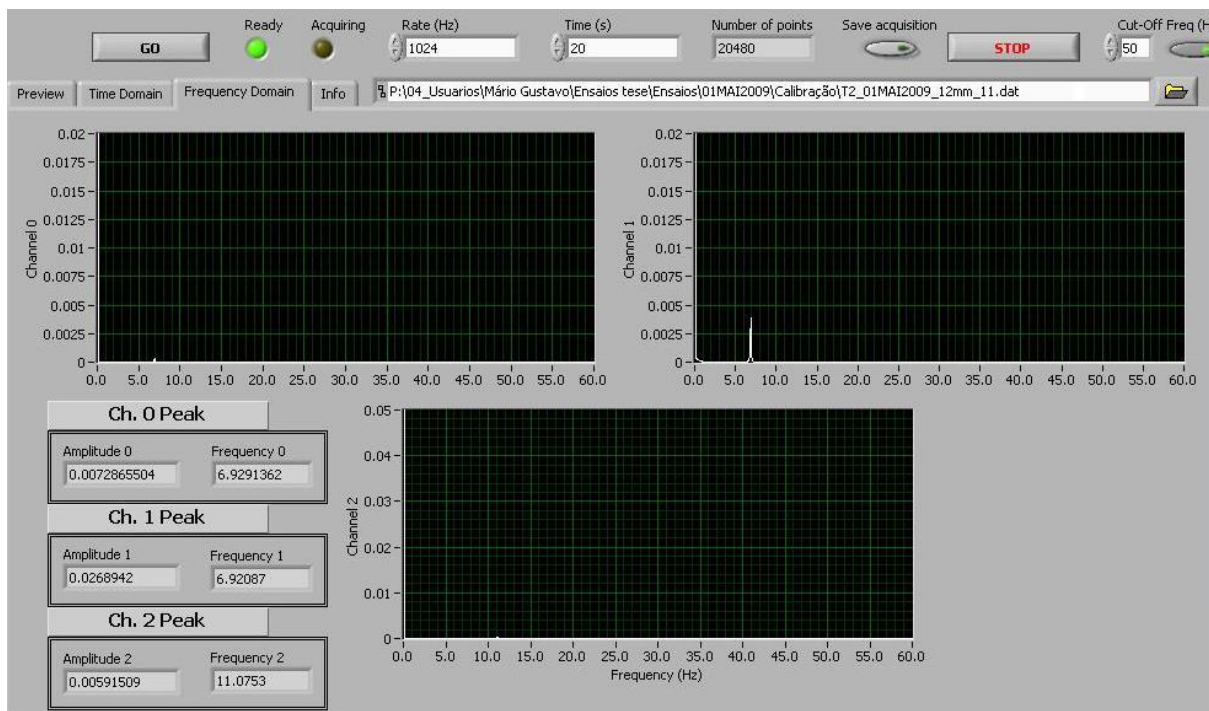 Ready Acquiring Rate (Hz) Time (s) Number of points Save acquisition Cut-Off Freq (H
GO 1024 20 20480 STOP 50
Preview Time Domain Frequency Domain Info P:\04_Usuarios\Mário Gustavo\Ensaios tese\Ensaios\01MAI2009\Calibração\T2_01MAI2009_12mm_11.dat
Channel 0
0.02
0.0175
0.015
0.0125
0.01
0.0075
0.005
0.0025
0
0.0 5.0 10.0 15.0 20.0 25.0 30.0 35.0 40.0 45.0 50.0 55.0 60.0
Channel 1
0.02
0.0175
0.015
0.0125
0.01
0.0075
0.005
0.0025
0
0.0 5.0 10.0 15.0 20.0 25.0 30.0 35.0 40.0 45.0 50.0 55.0 60.0
Ch. 0 Peak
Amplitude 0 Frequency 0
0.0072865504 6.9291362
Ch. 1 Peak
Amplitude 1 Frequency 1
0.0268942 6.92087
Ch. 2 Peak
Amplitude 2 Frequency 2
0.00591509 11.0753
Channel 2
0.05
0.04
0.03
0.02
0.01
0
0.0 5.0 10.0 15.0 20.0 25.0 30.0 35.0 40.0 45.0 50.0 55.0 60.0
Frequency (Hz)